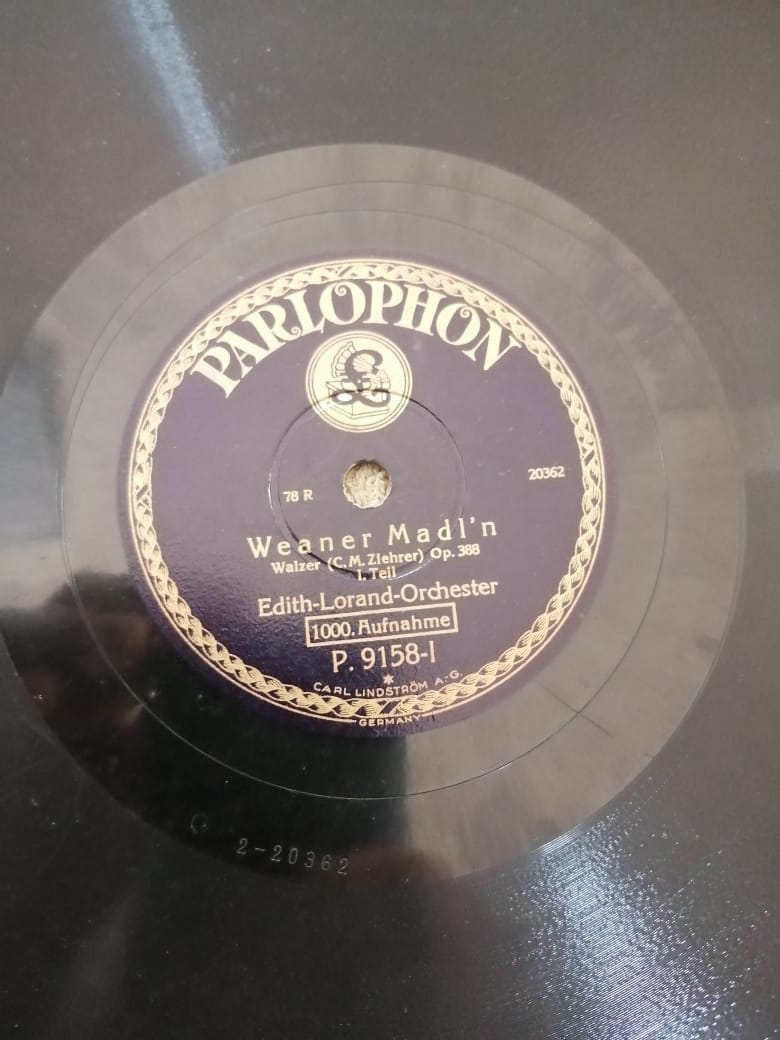 PARLOPHON
£
20362
78 R
Weaner Madl'n
Walzer (C. M. Ziehrer) Op. 388
I. Teil
Edith-Lorand-Orchester
1000. Aufnahme
P. 9158-I
*
CARL LINDSTRÖM A.-G.
GERMANY
2-20362